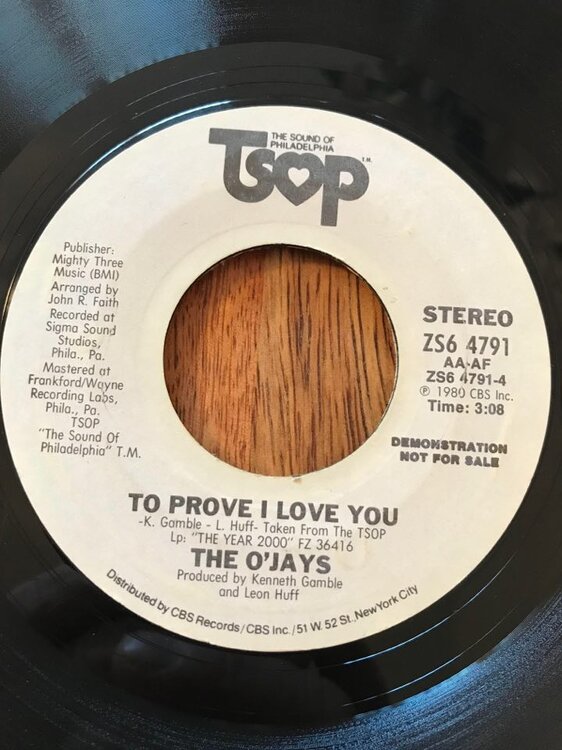 THE SOUND OF
PHILADELPHIA
TSOP T.M.
Publisher:
Mighty Three
Music (BMI)
Arranged by
John R. Faith
Recorded at
Sigma Sound
Studios,
Phila., Pa.
Mastered at
Frankford/Wayne
Recording Labs,
Phila., Pa.
TSOP
"The Sound Of
Philadelphia" T.M.
STEREO
ZS6 4791
AA-AF
ZS6 4791-4
℗ 1980 CBS Inc.
Time: 3:08
DEMONSTRATION
NOT FOR SALE
TO PROVE I LOVE YOU
-K. Gamble - L. Huff- Taken From The TSOP
Lp: "THE YEAR 2000" FZ 36416
THE O'JAYS
Produced by Kenneth Gamble
and Leon Huff
Distributed by CBS Records/CBS Inc./51 W. 52 St., New York City